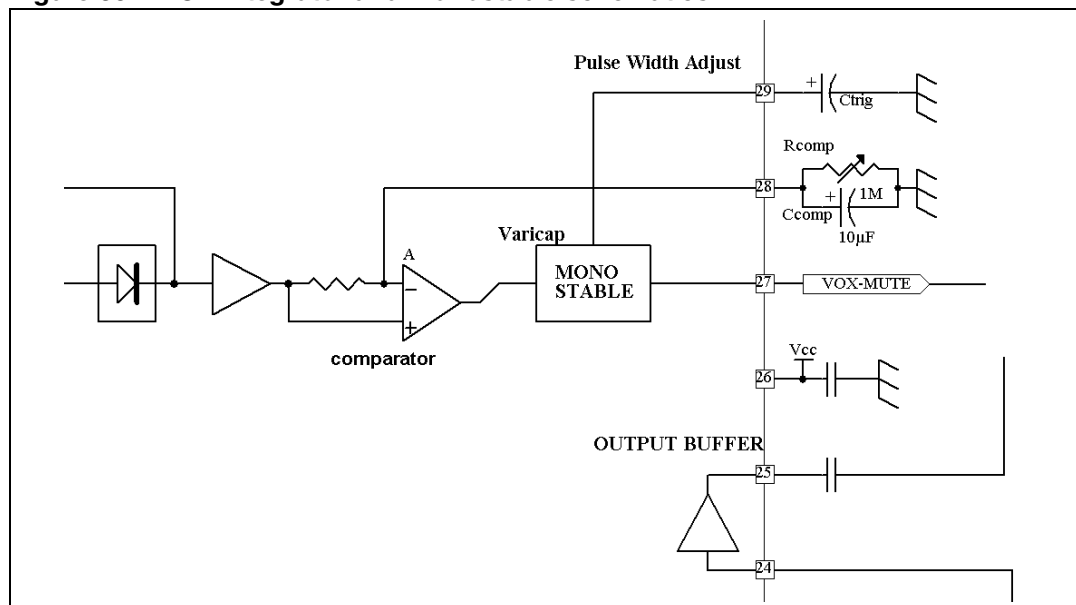 Pulse Width Adjust
29
+
Ctrig
Rcomp
28
+
1M
Ccomp
10µF
Varicap
A
MONO
STABLE
27
VOX-MUTE
−
+
comparator
Vcc
26
OUTPUT BUFFER
25
24